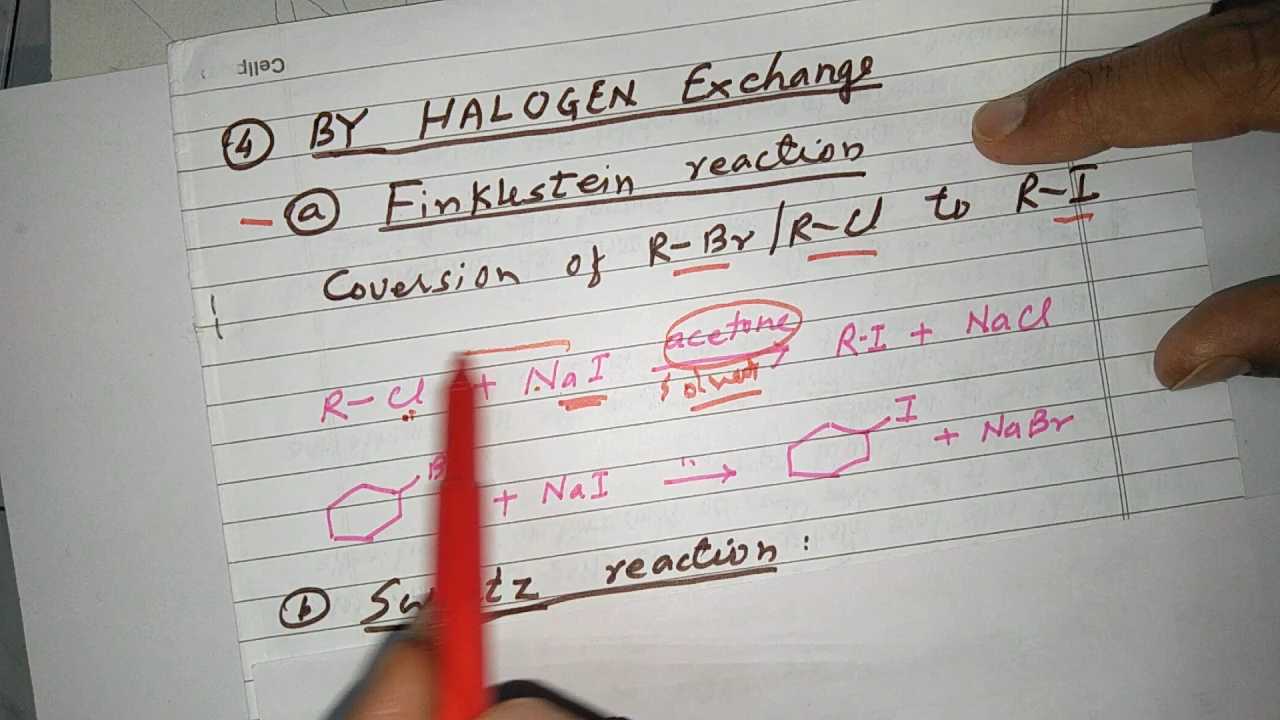 Cellp
④ BY HALOGEN Exchange
ⓐ Finklestein reaction
Coversion of R-Br / R-Cl to R-I
R-Cl + NaI acetone solvent → R-I + NaCl
+ NaI → I + NaBr
ⓑ reaction :